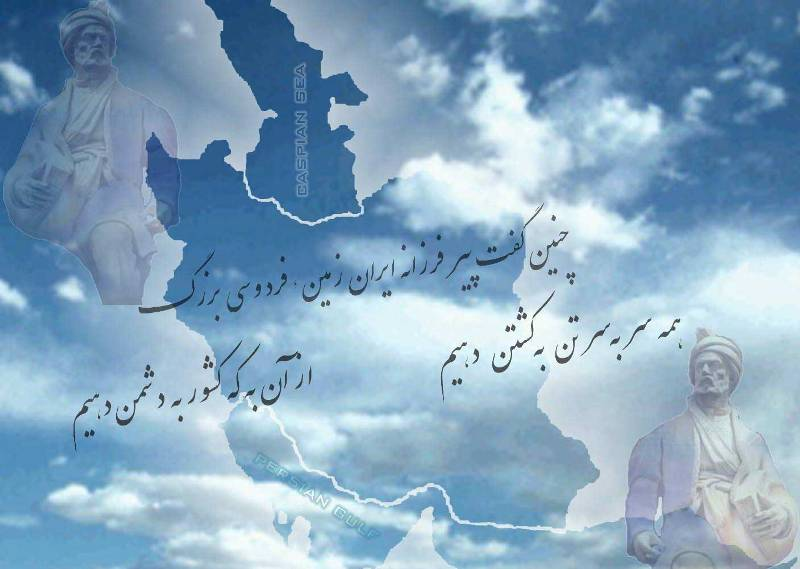 CASPIAN SEA
چنین گفت پیر فرزانه ایران زمین، فردوسی بزرگ
همه سر به سر تن به کشتن دهیم
از آن به که کشور به دشمن دهیم
PERSIAN GULF